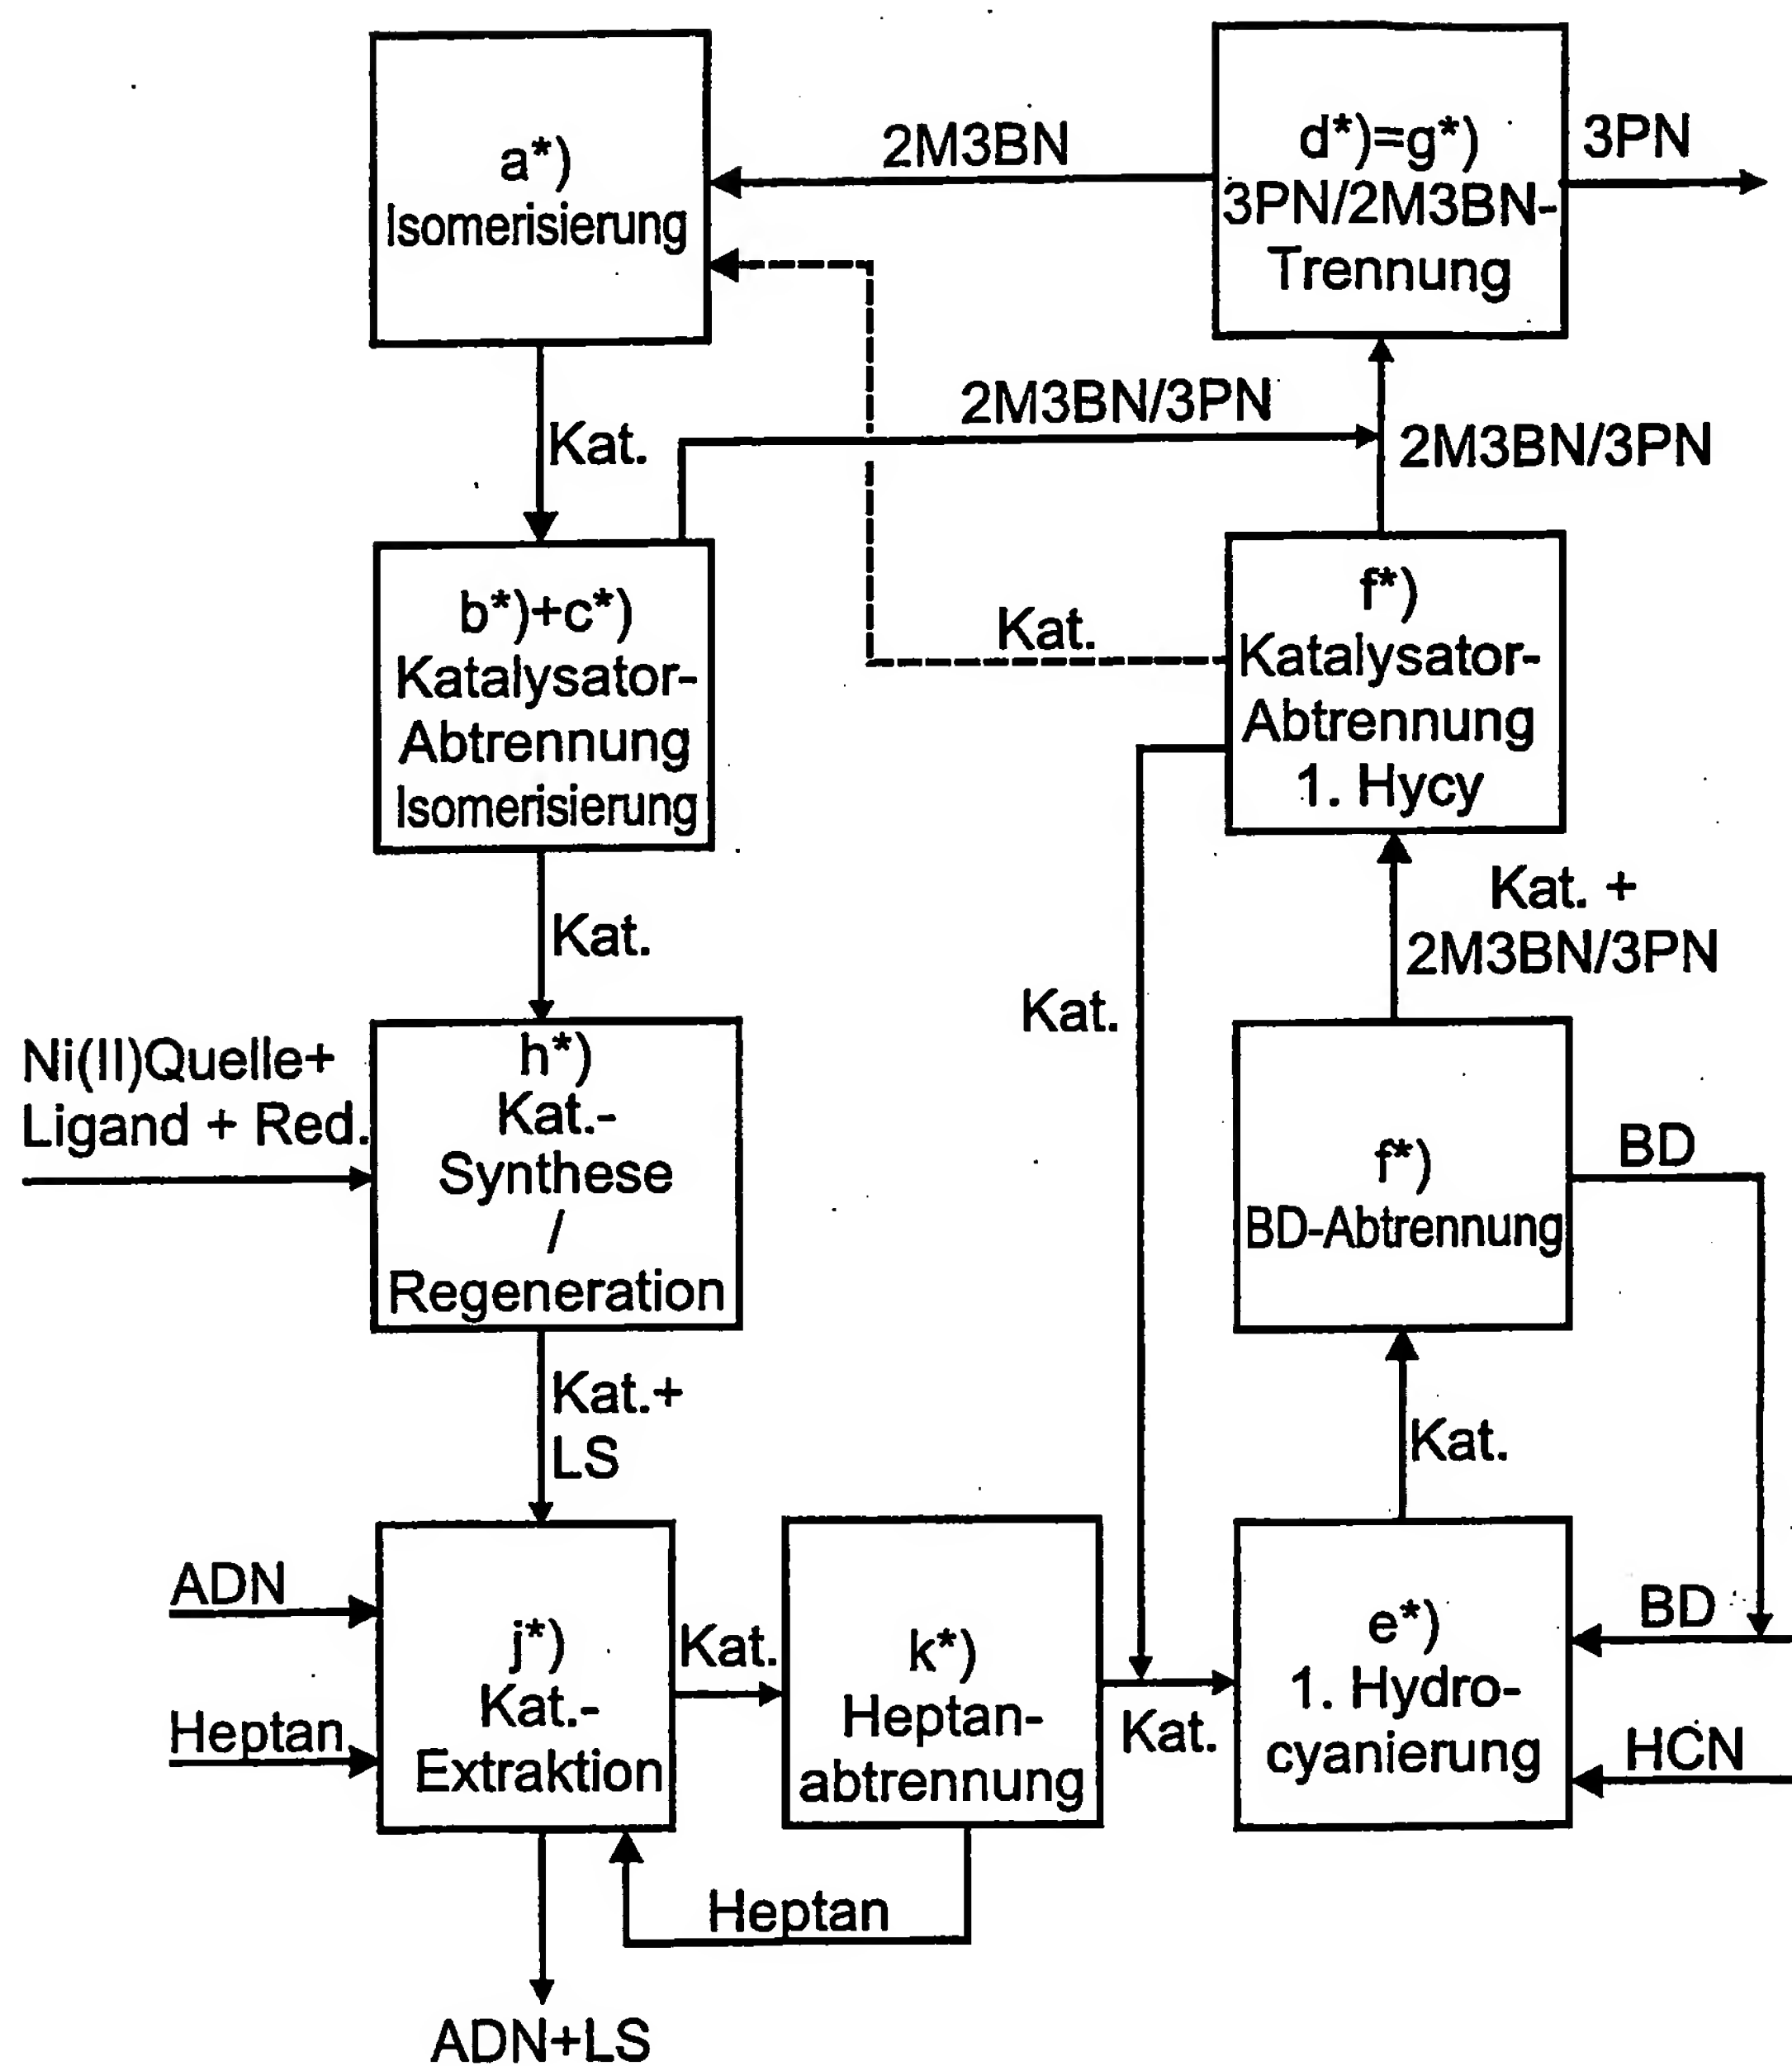 a*)
Isomerisierung
2M3BN
d*)=g*)
3PN/2M3BN-
Trennung
3PN
Kat.
2M3BN/3PN
2M3BN/3PN
b*)+c*)
Katalysator-
Abtrennung
Isomerisierung
Kat.
f*)
Katalysator-
Abtrennung
1. Hycy
Kat.
Kat.
Kat. +
2M3BN/3PN
Ni(II)Quelle+
Ligand + Red.
h*)
Kat.-
Synthese
/
Regeneration
f*)
BD-Abtrennung
BD
Kat.+
LS
Kat.
ADN
Heptan
j*)
Kat.-
Extraktion
Kat.
k*)
Heptan-
abtrennung
Kat.
e*)
1. Hydro-
cyanierung
BD
HCN
Heptan
ADN+LS